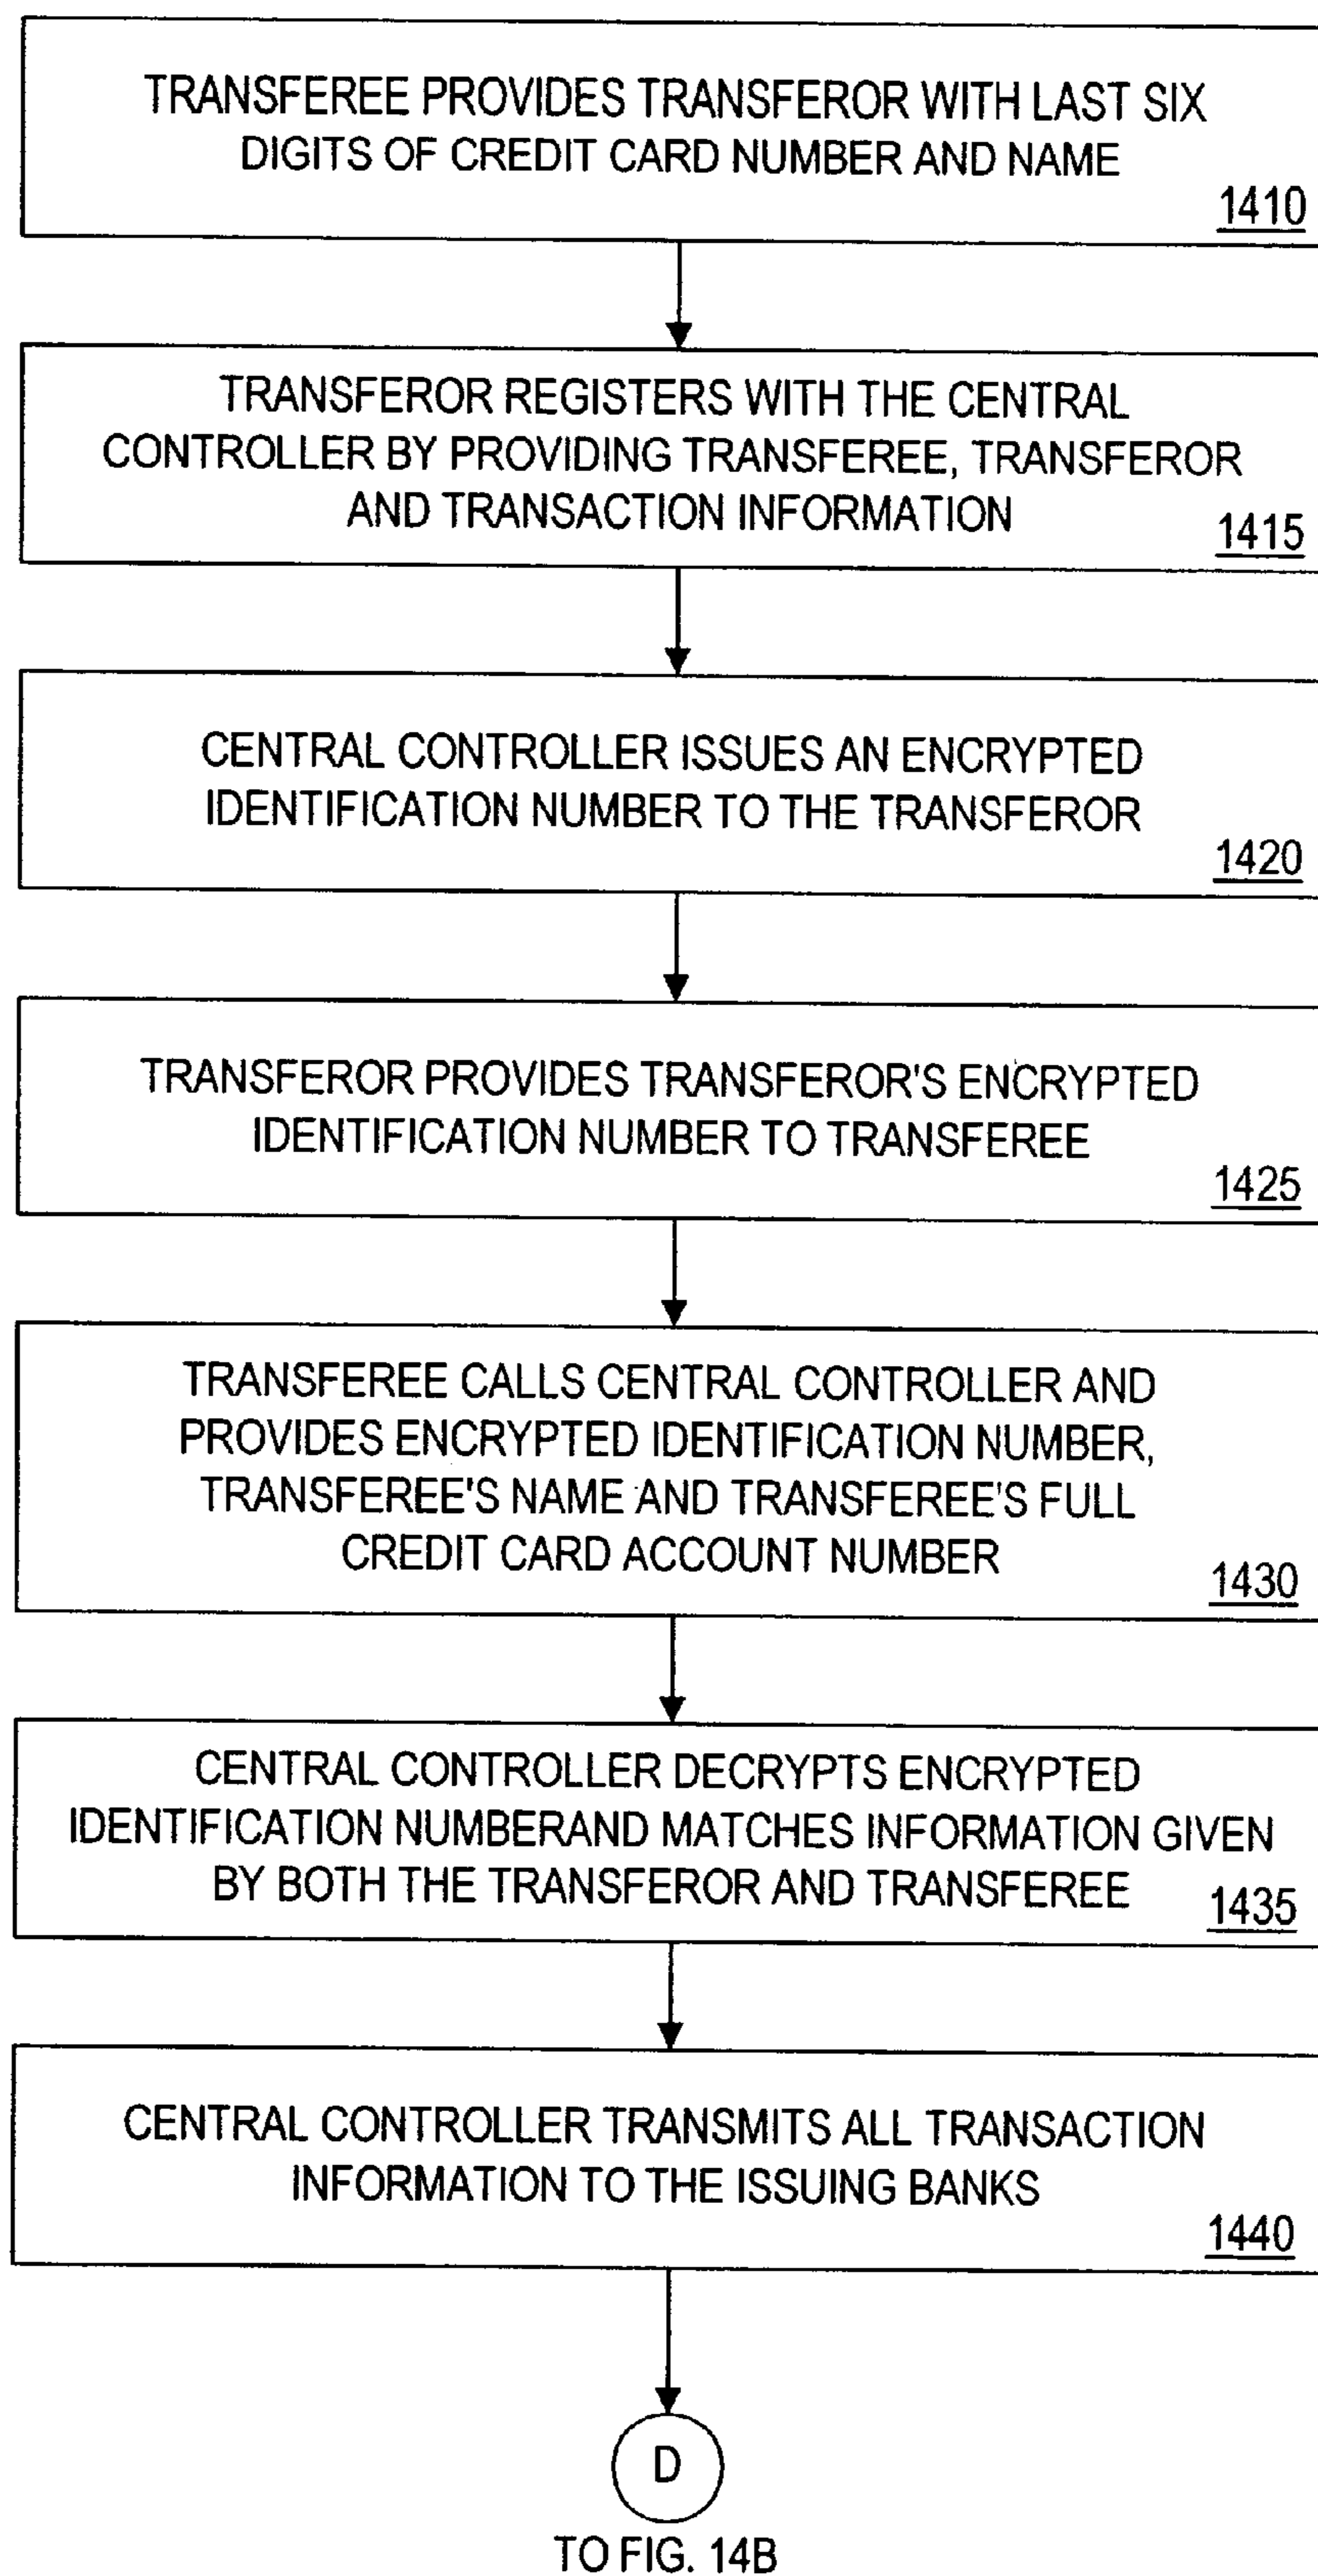 TRANSFEREE PROVIDES TRANSFEROR WITH LAST SIX
DIGITS OF CREDIT CARD NUMBER AND NAME
1410
TRANSFEROR REGISTERS WITH THE CENTRAL
CONTROLLER BY PROVIDING TRANSFEREE, TRANSFEROR
AND TRANSACTION INFORMATION
1415
CENTRAL CONTROLLER ISSUES AN ENCRYPTED
IDENTIFICATION NUMBER TO THE TRANSFEROR
1420
TRANSFEROR PROVIDES TRANSFEROR'S ENCRYPTED
IDENTIFICATION NUMBER TO TRANSFEREE
1425
TRANSFEREE CALLS CENTRAL CONTROLLER AND
PROVIDES ENCRYPTED IDENTIFICATION NUMBER,
TRANSFEREE'S NAME AND TRANSFEREE'S FULL
CREDIT CARD ACCOUNT NUMBER
1430
CENTRAL CONTROLLER DECRYPTS ENCRYPTED
IDENTIFICATION NUMBERAND MATCHES INFORMATION GIVEN
BY BOTH THE TRANSFEROR AND TRANSFEREE
1435
CENTRAL CONTROLLER TRANSMITS ALL TRANSACTION
INFORMATION TO THE ISSUING BANKS
1440
D
TO FIG. 14B